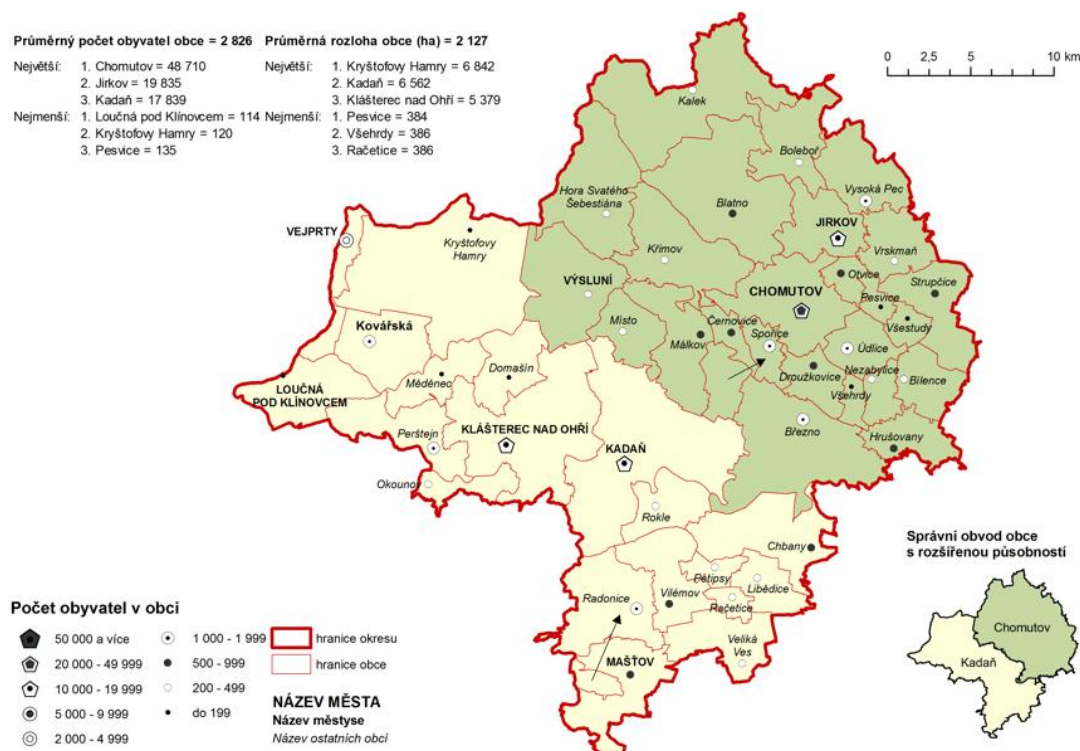 Průměrný počet obyvatel obce = 2 826
Největší: 1. Chomutov = 48 710
2. Jirkov = 19 835
3. Kadaň = 17 839
Nejmenší: 1. Loučná pod Klínovcem = 114
2. Kryštofovy Hamry = 120
3. Pesvice = 135
Průměrná rozloha obce (ha) = 2 127
Největší: 1. Kryštofovy Hamry = 6 842
2. Kadaň = 6 562
3. Klášterec nad Ohří = 5 379
Nejmenší: 1. Pesvice = 384
2. Všehrdy = 386
3. Račetice = 386
0 2,5 5 10 km
Kalek
Boleboř
Hora Svatého
Šebestiána
Blatno
Vysoká Pec
JIRKOV
VEJPRTY
Kryštofovy
Hamry
Křimov
Vrskmaň
Otvice
Strupčice
VÝSLUNÍ
CHOMUTOV
Pesvice
Všestudy
Kovářská
Místo
Málkov
Černovice
Spořice
Údlice
Droužkovice
Nezabylice
Bílence
Všehrdy
LOUČNÁ
POD KLÍNOVCEM
Měděnec
Domašín
Březno
Hrušovany
Perštejn
KLÁŠTEREC NAD OHŘÍ
KADAŇ
Okounov
Rokle
Chbany
Pětipsy
Libědice
Radonice
Vilémov
Račetice
Veliká
Ves
MAŠŤOV
Správní obvod obce
s rozšířenou působností
Chomutov
Kadaň
Počet obyvatel v obci
50 000 a více
20 000 - 49 999
10 000 - 19 999
5 000 - 9 999
2 000 - 4 999
1 000 - 1 999
500 - 999
200 - 499
do 199
hranice okresu
hranice obce
NÁZEV MĚSTA
Název městyse
Název ostatních obcí